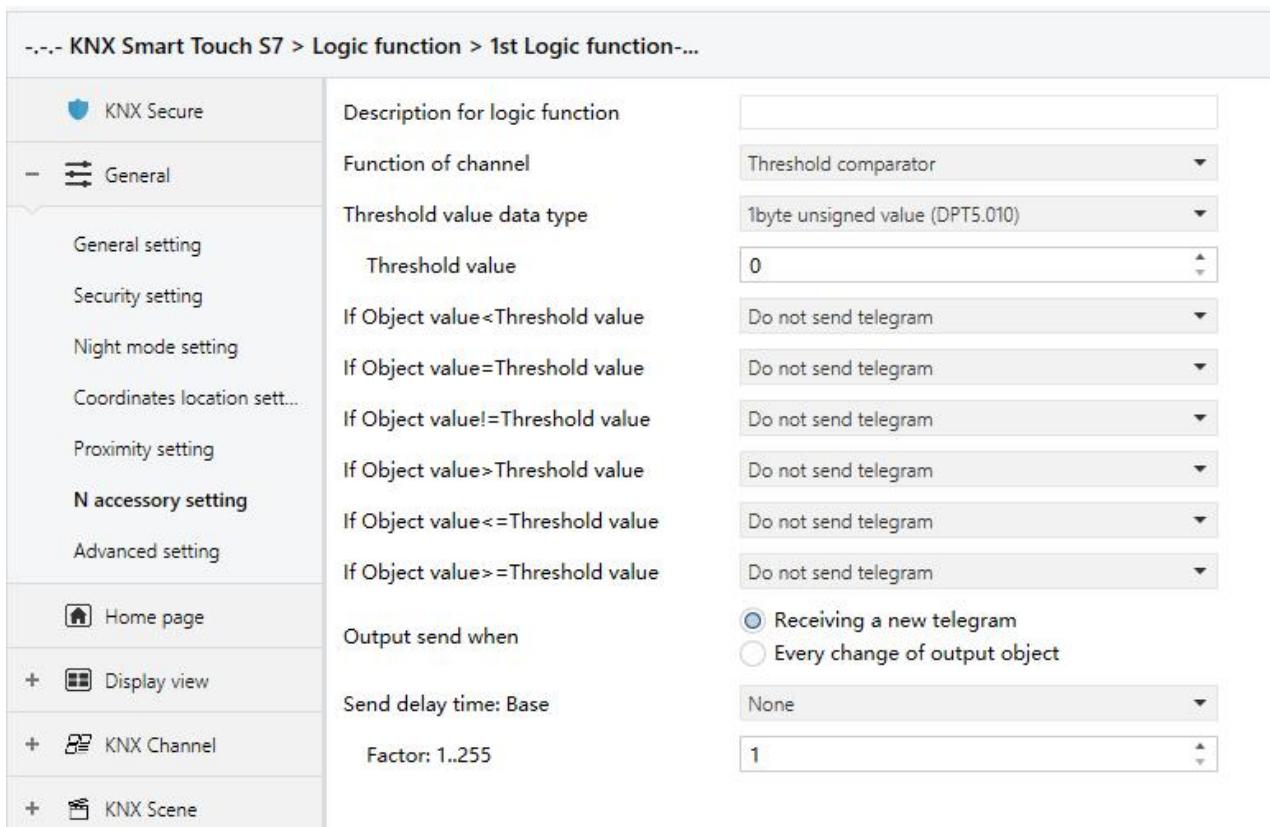 -.-.- KNX Smart Touch S7 > Logic function > 1st Logic function-...
KNX Secure
General
General setting
Security setting
Night mode setting
Coordinates location sett...
Proximity setting
N accessory setting
Advanced setting
Home page
Display view
KNX Channel
KNX Scene
Description for logic function
Function of channel
Threshold comparator
Threshold value data type
1byte unsigned value (DPT5.010)
Threshold value
0
If Object value<Threshold value
Do not send telegram
If Object value=Threshold value
Do not send telegram
If Object value!=Threshold value
Do not send telegram
If Object value>Threshold value
Do not send telegram
If Object value<=Threshold value
Do not send telegram
If Object value>=Threshold value
Do not send telegram
Output send when
Receiving a new telegram
Every change of output object
Send delay time: Base
None
Factor: 1..255
1